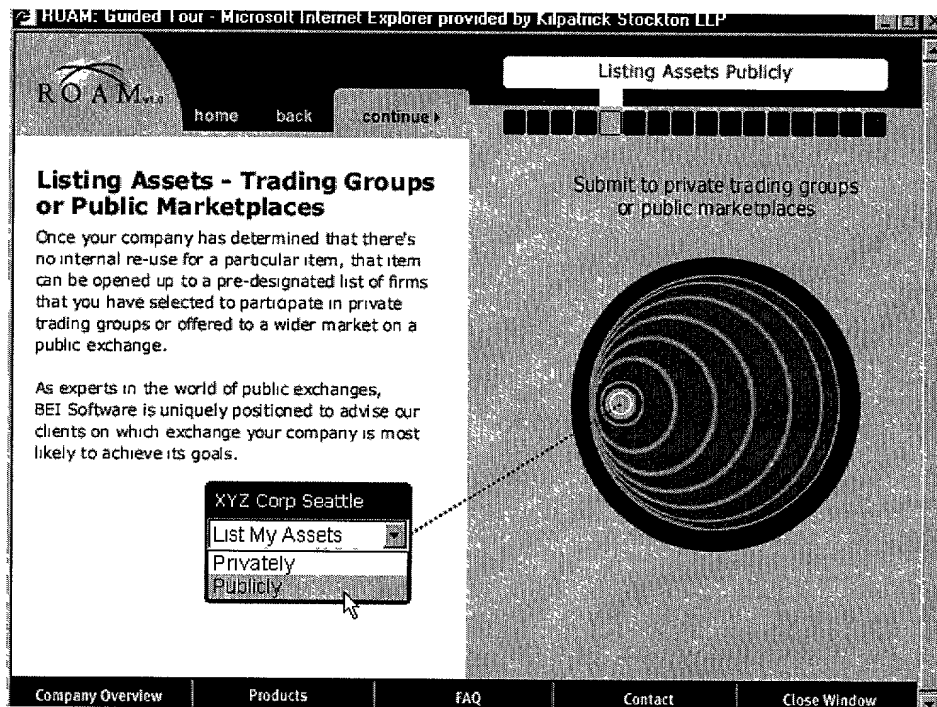 ROAM: Guided Tour - Microsoft Internet Explorer provided by Kilpatrick Stockton LLP
Listing Assets Publicly
ROAM v1.0
home back continue
Listing Assets - Trading Groups
or Public Marketplaces
Once your company has determined that there's
no internal re-use for a particular item, that item
can be opened up to a pre-designated list of firms
that you have selected to participate in private
trading groups or offered to a wider market on a
public exchange.
As experts in the world of public exchanges,
BEI Software is uniquely positioned to advise our
clients on which exchange your company is most
likely to achieve its goals.
Submit to private trading groups
or public marketplaces
XYZ Corp Seattle
List My Assets
Privately
Publicly
Company Overview Products FAQ Contact Close Window